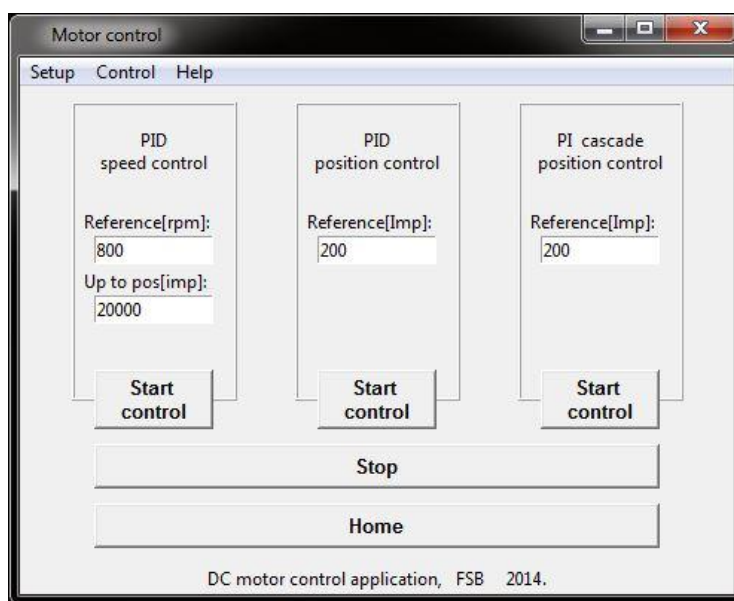 Motor control
Setup Control Help
PID
speed control
Reference[rpm]:
800
Up to pos[imp]:
20000
Start
control
PID
position control
Reference[Imp]:
200
Start
control
PI cascade
position control
Reference[Imp]:
200
Start
control
Stop
Home
DC motor control application, FSB 2014.